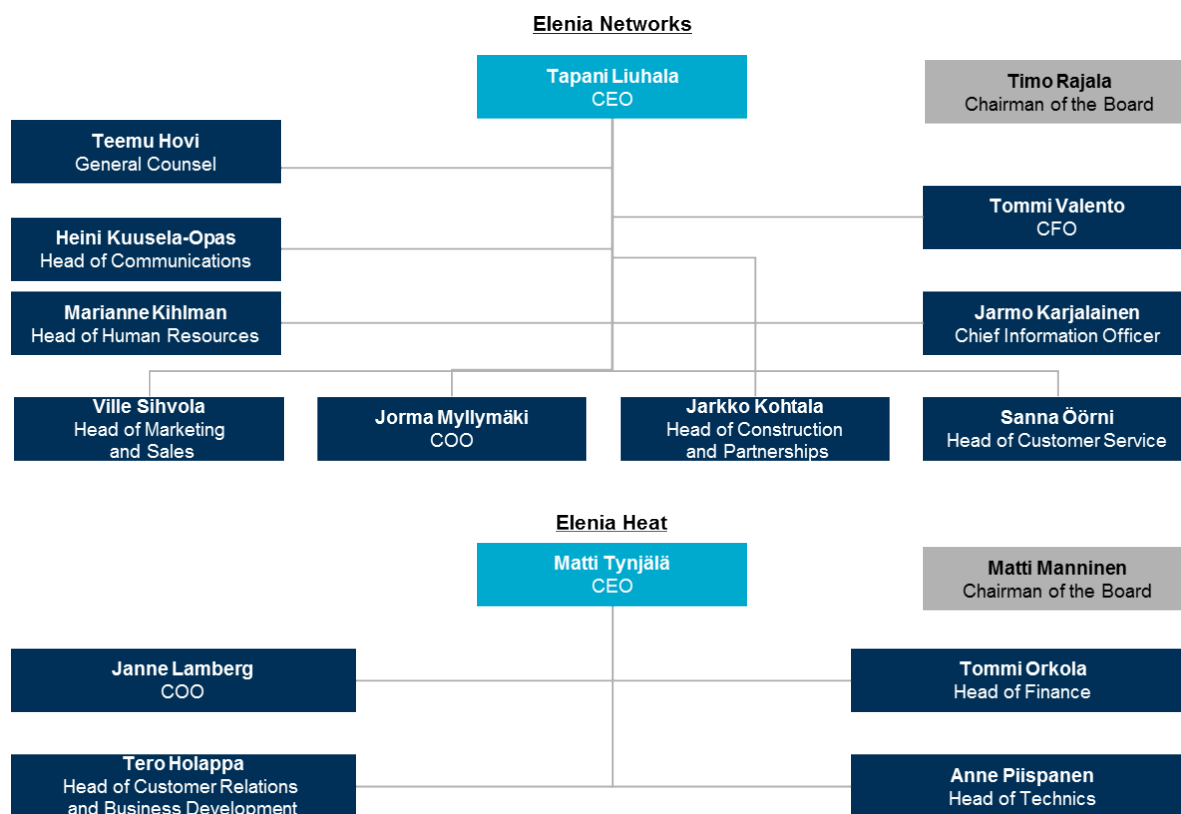 Elenia Networks
Tapani Liuhala
CEO
Timo Rajala
Chairman of the Board
Teemu Hovi
General Counsel
Tommi Valento
CFO
Heini Kuusela-Opas
Head of Communications
Marianne Kihlman
Head of Human Resources
Jarmo Karjalainen
Chief Information Officer
Ville Sihvola
Head of Marketing
and Sales
Jorma Myllymäki
COO
Jarkko Kohtala
Head of Construction
and Partnerships
Sanna Öörni
Head of Customer Service
Elenia Heat
Matti Tynjälä
CEO
Matti Manninen
Chairman of the Board
Janne Lamberg
COO
Tommi Orkola
Head of Finance
Tero Holappa
Head of Customer Relations
and Business Development
Anne Piispanen
Head of Technics